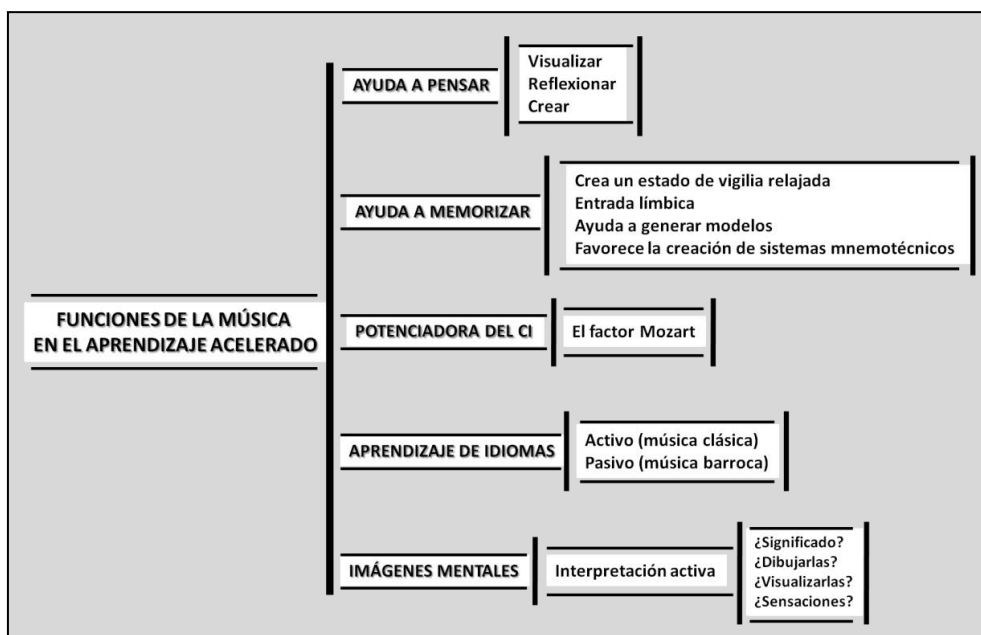 FUNCIONES DE LA MÚSICA
EN EL APRENDIZAJE ACELERADO
AYUDA A PENSAR
Visualizar
Reflexionar
Crear
AYUDA A MEMORIZAR
Crea un estado de vigilia relajada
Entrada límbica
Ayuda a generar modelos
Favorece la creación de sistemas mnemotécnicos
POTENCIADORA DEL CI
El factor Mozart
APRENDIZAJE DE IDIOMAS
Activo (música clásica)
Pasivo (música barroca)
IMÁGENES MENTALES
Interpretación activa
¿Significado?
¿Dibujarlas?
¿Visualizarlas?
¿Sensaciones?